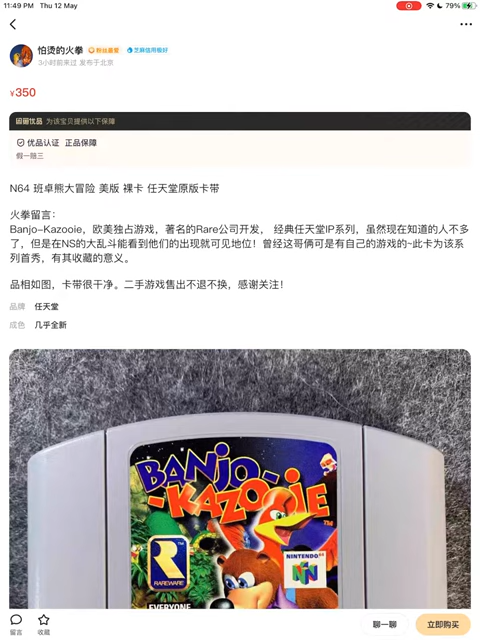 11:49 PM Thu 12 May
79%
怕烫的火拳 粉丝最爱 芝麻信用极好
3小时前来过 发布于北京
¥350
闲鱼优品 为该宝贝提供以下保障
优品认证 正品保障
假一赔三
N64 班卓熊大冒险 美版 裸卡 任天堂原版卡带
火拳留言：
Banjo-Kazooie，欧美独占游戏，著名的Rare公司开发， 经典任天堂IP系列，虽然现在知道的人不多
了，但是在NS的大乱斗能看到他们的出现就可见地位！曾经这哥俩可是有自己的游戏的~此卡为该系
列首秀，有其收藏的意义。
品相如图，卡带很干净。二手游戏售出不退不换，感谢关注！
品牌 任天堂
成色 几乎全新
BANJO-
-KAZOOIE
TM
R
RAREWARE
NINTENDO 64
N
EVERYONE
留言 收藏 聊一聊 立即购买